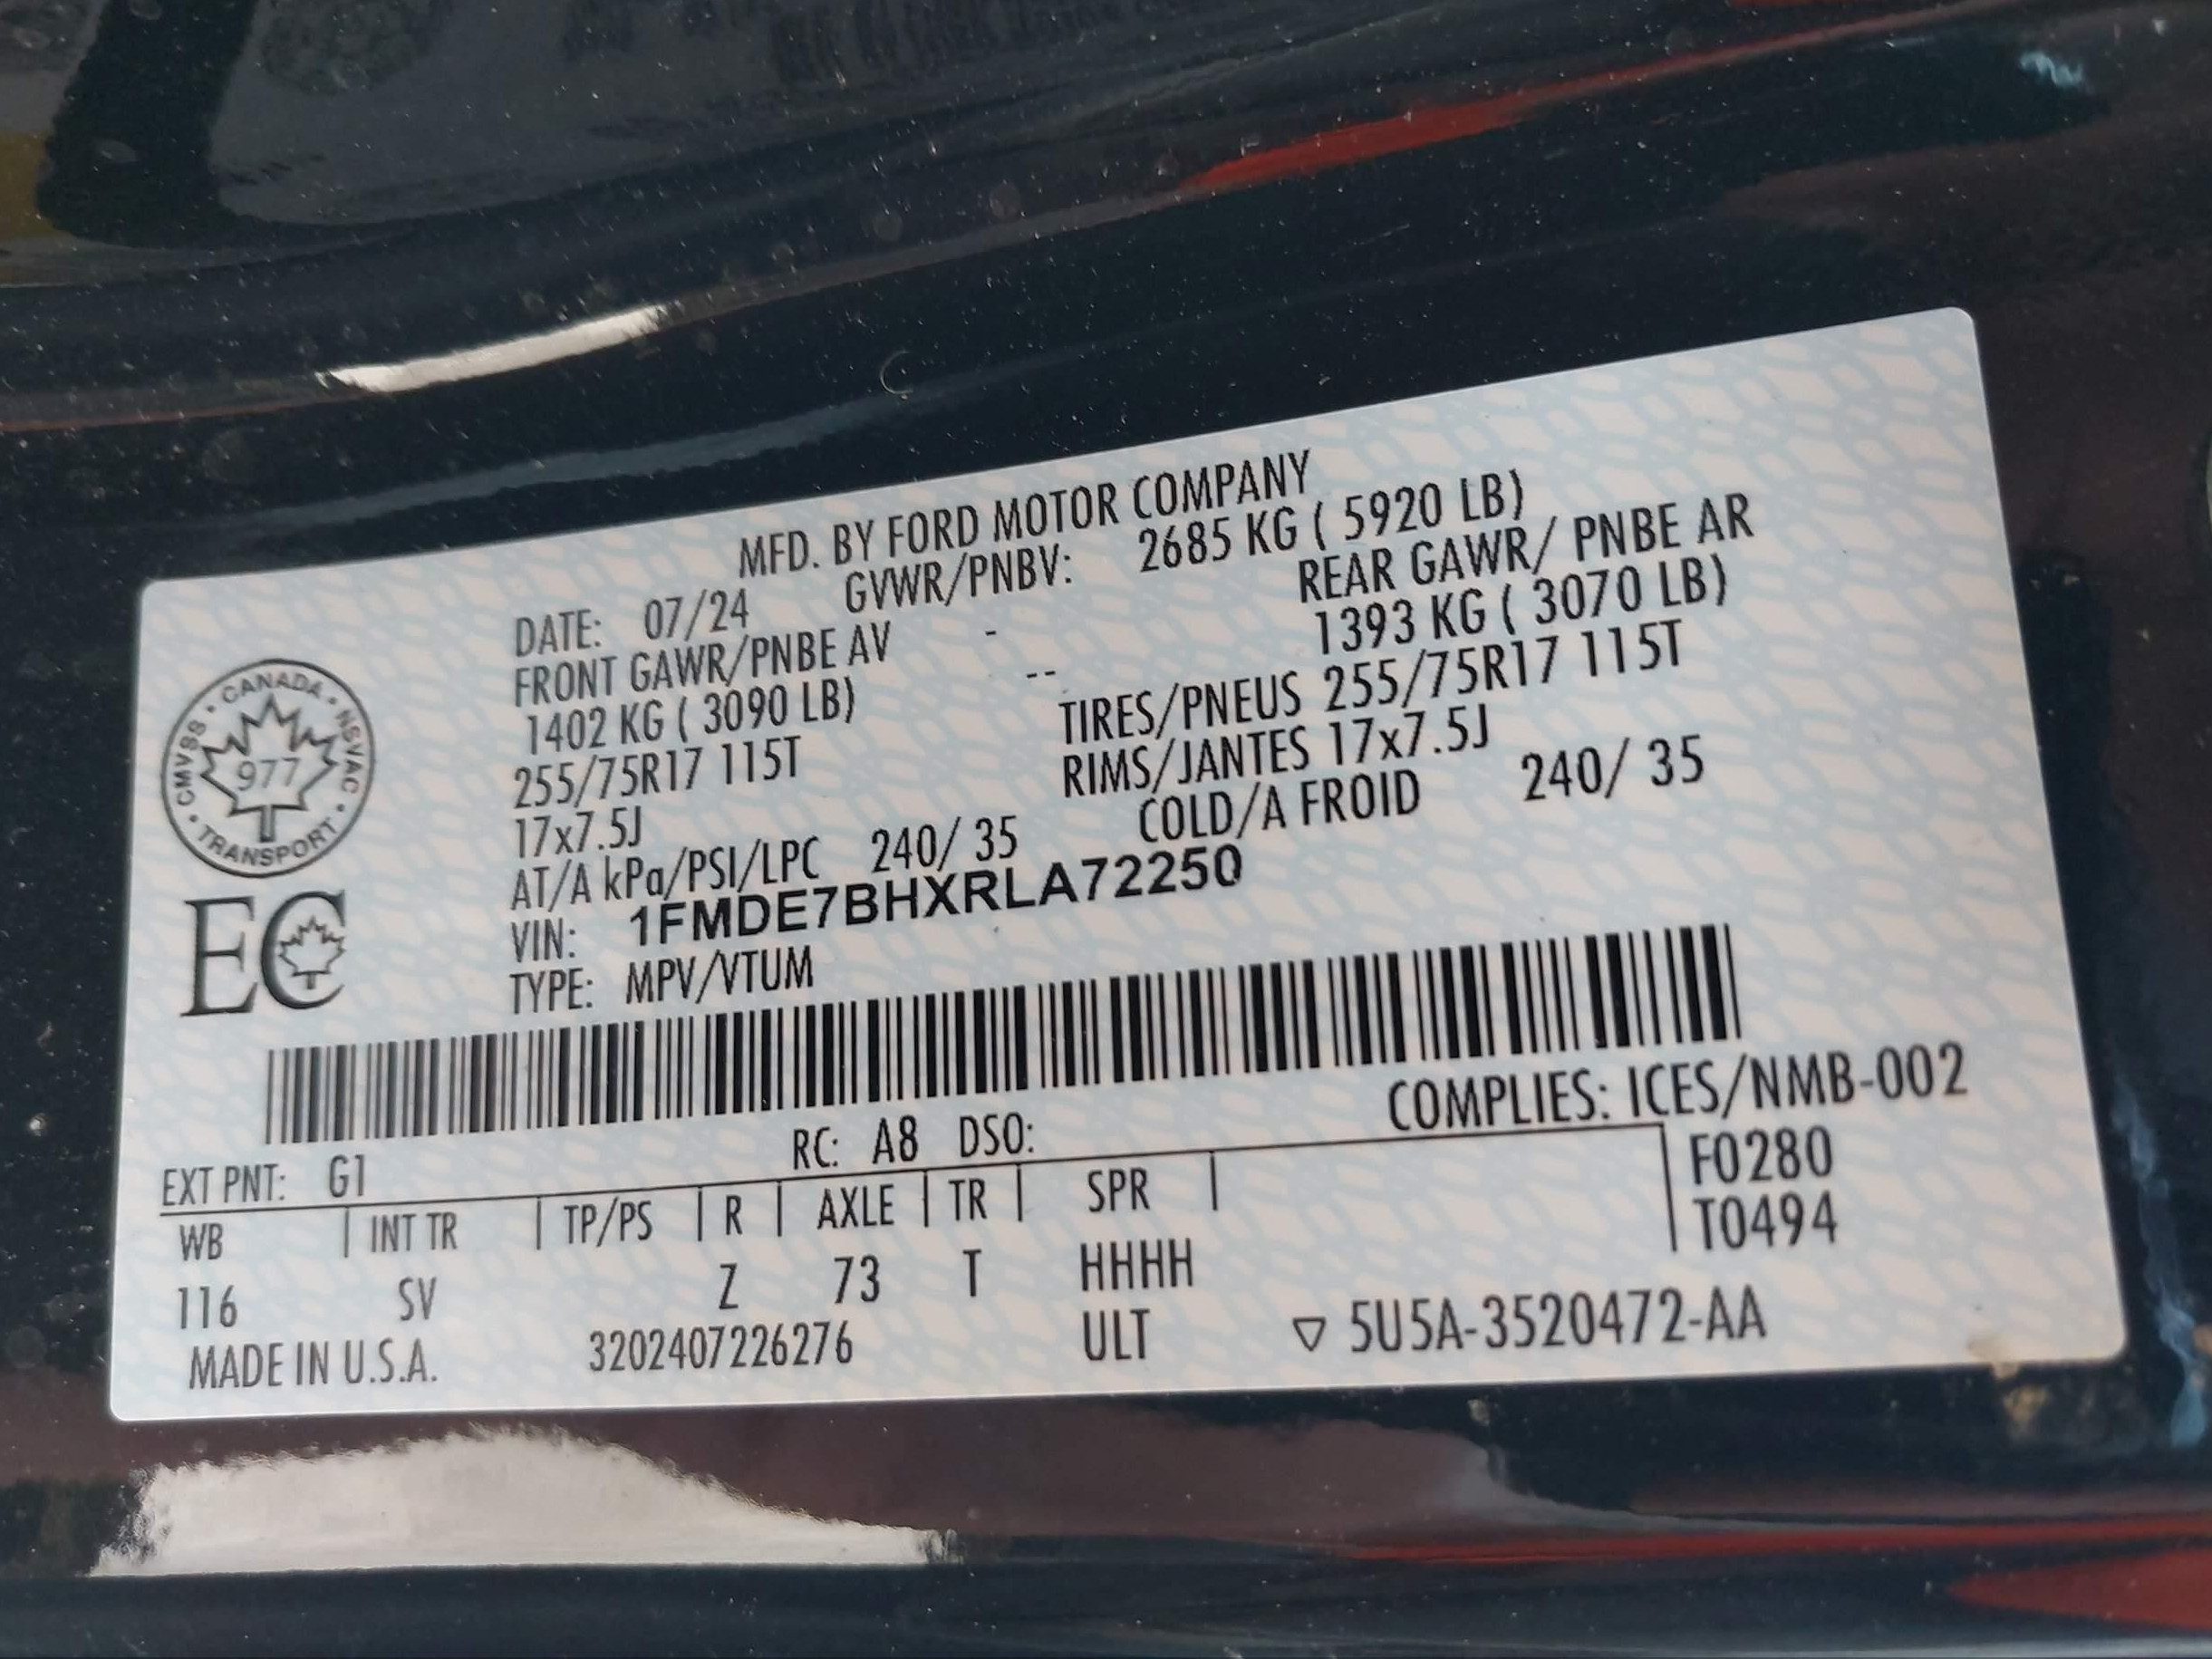 MFD. BY FORD MOTOR COMPANY
DATE: 07/24 GVWR/PNBV: 2685 KG ( 5920 LB)
FRONT GAWR/PNBE AV - REAR GAWR/ PNBE AR
1402 KG ( 3090 LB) -- 1393 KG ( 3070 LB)
255/75R17 115T TIRES/PNEUS 255/75R17 115T
17x7.5J RIMS/JANTES 17x7.5J
AT/A kPa/PSI/LPC 240/ 35 COLD/A FROID 240/ 35
VIN: 1FMDE7BHXRLA72250
TYPE: MPV/VTUM
CANADA · NSVAC · TRANSPORT · CMVSS ·
977
EC
COMPLIES: ICES/NMB-002
EXT PNT: G1 RC: A8 DSO:
F0280
WB | INT TR | TP/PS | R | AXLE | TR | SPR |
T0494
116 SV Z 73 T HHHH
MADE IN U.S.A. 3202407226276 ULT ▽ 5U5A-3520472-AA